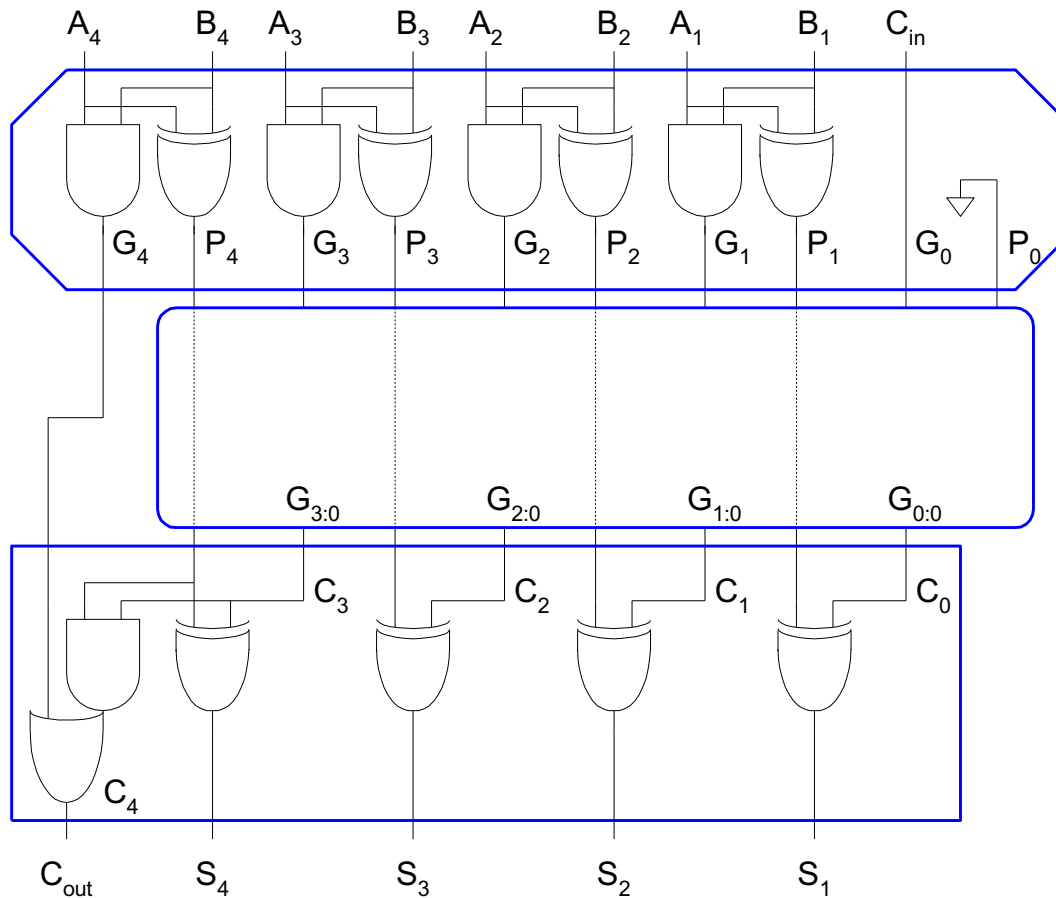 A4 B4 A3 B3 A2 B2 A1 B1 Cin
G4 P4 G3 P3 G2 P2 G1 P1 G0 P0
G3:0 G2:0 G1:0 G0:0
C3 C2 C1 C0
C4
Cout S4 S3 S2 S1